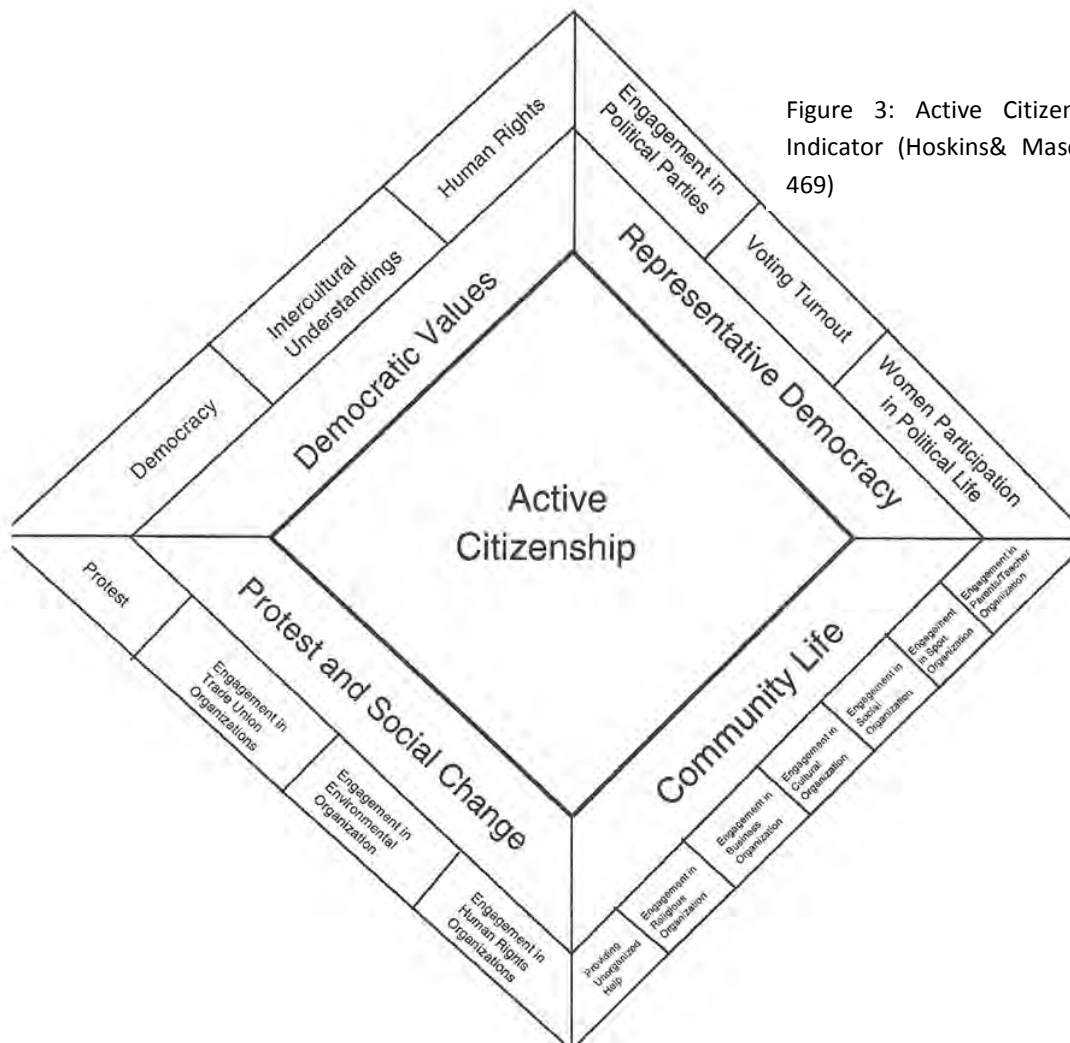 Figure 3: Active Citizen
Indicator (Hoskins& Masc
469)
Human Rights
Intercultural
Understandings
Democracy
Democratic Values
Engagement in
Political Parties
Voting Turnout
Women Participation
in Political Life
Representative Democracy
Active
Citizenship
Protest
Engagement in
Trade Union
Organizations
Engagement in
Environmental
Organization
Engagement in
Human Rights
Organizations
Protest and Social Change
Community Life
Engagement in
Parents/Teacher
Organization
Engagement
in Sport
Organization
Engagement in
Social
Organization
Engagement in
Cultural
Organization
Engagement in
Business
Organization
Engagement in
Religious
Organization
Providing
Unorganized
Help